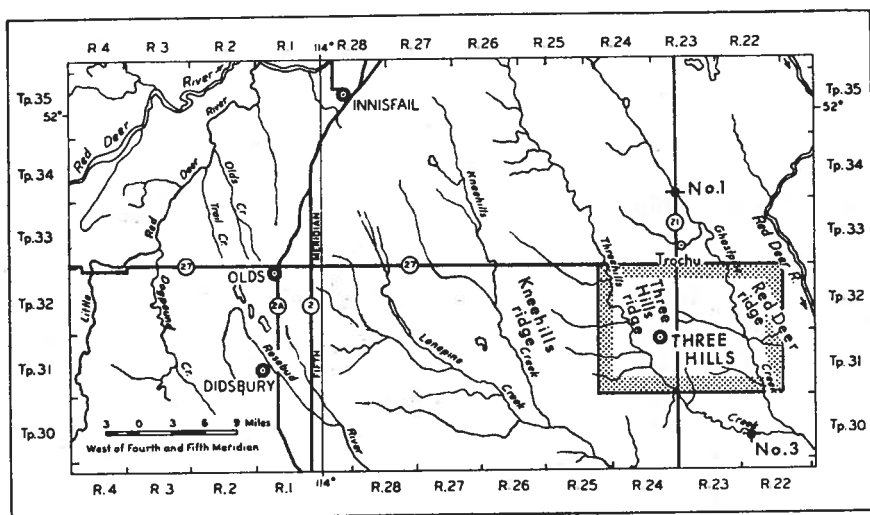 R. 4 R. 3 R. 2 R. 1 114° R. 28 R. 27 R. 26 R. 25 R. 24 R. 23 R. 22
Tp. 35
52°
Tp. 34
Tp. 33
Tp. 32
Tp. 31
Tp. 30
Tp. 35
52°
Tp. 34
Tp. 33
Tp. 32
Tp. 31
Tp. 30
Red Deer River
River
INNISFAIL
Little Red Deer
Olds Cr.
Trail Cr.
Dogpound Cr.
27
OLDS
2A
2
FIFTH MERIDIAN
27
DIDSBURY
Rosebud River
Lonepine Creek
Kneehills Creek
Kneehills ridge
Threehills Creek
Three Hills ridge
THREE HILLS
No. 1
21
Trochu
Ghostpine Creek
Red Deer R.
Red Deer ridge
No. 3
3 0 3 6 9 Miles
West of Fourth and Fifth Meridian
R. 4 R. 3 R. 2 R. 1 114° R. 28 R. 27 R. 26 R. 25 R. 24 R. 23 R. 22